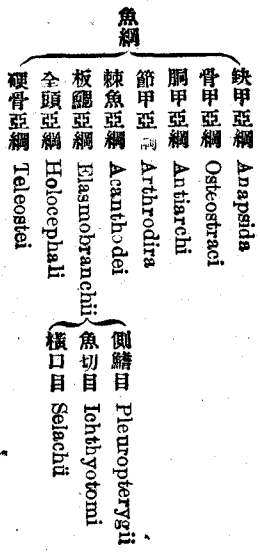 魚綱
缺甲亞綱 Anapsida
骨甲亞綱 Osteostraci
胴甲亞綱 Antiarchi
節甲亞綱 Arthrodira
棘魚亞綱 Acanthodei
板鰓亞綱 Elasmobranchii
側鰭目 Pleuropterygii
魚切目 Ichthyotomi
橫口目 Selachii
全頭亞綱 Holocephali
硬骨亞綱 Teleostei